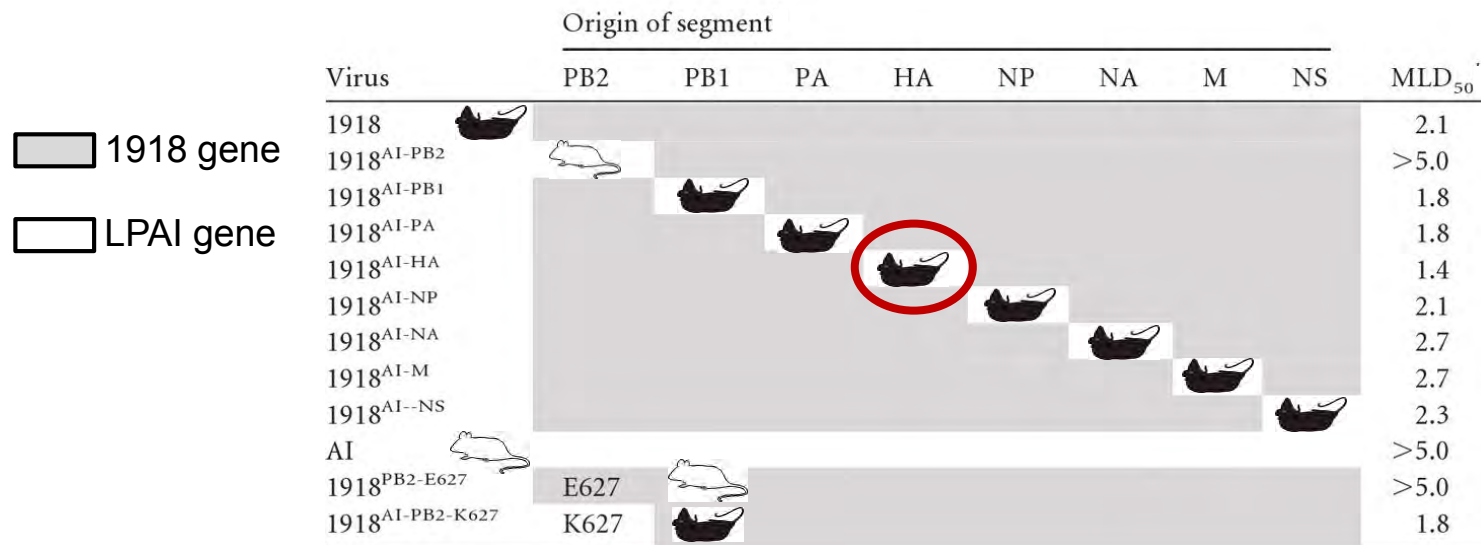 Origin of segment
Virus PB2 PB1 PA HA NP NA M NS MLD50
1918 2.1
1918 gene
1918AI-PB2 >5.0
1918AI-PB1 1.8
LPAI gene
1918AI-PA 1.8
1918AI-HA 1.4
1918AI-NP 2.1
1918AI-NA 2.7
1918AI-M 2.7
1918AI--NS 2.3
AI >5.0
1918PB2-E627 E627 >5.0
1918AI-PB2-K627 K627 1.8